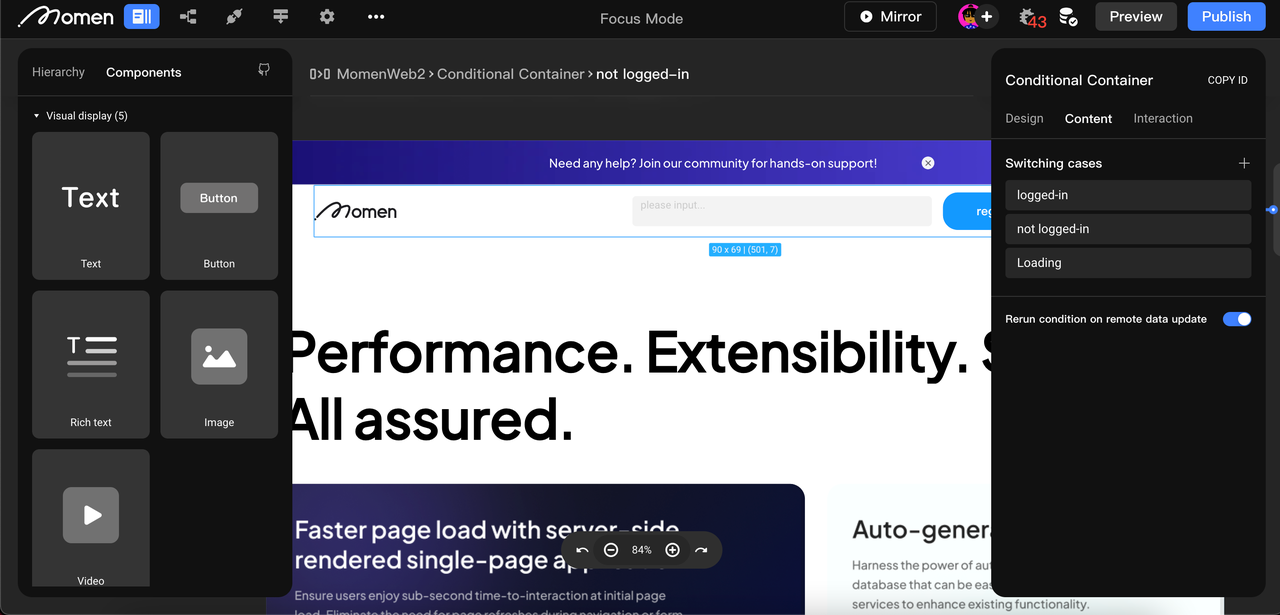 Momen
Focus Mode
Mirror
43
Preview
Publish
Hierarchy
Components
Visual display (5)
Text
Text
Button
Button
T
Rich text
Image
Video
MomenWeb2 › Conditional Container › not logged-in
Need any help? Join our community for hands-on support!
Momen
please input...
reg
90 x 69 | (501, 7)
Performance. Extensibility.
All assured.
Faster page load with server-side
rendered single-page
Ensure users enjoy sub-second time-to-interaction at initial page
load. Eliminate the need for page refreshes during navigation or form
84%
Auto-genera
Harness the power of aut
database that can be eas
services to enhance existing functionality.
Conditional Container
COPY ID
Design
Content
Interaction
Switching cases
logged-in
not logged-in
Loading
Rerun condition on remote data update